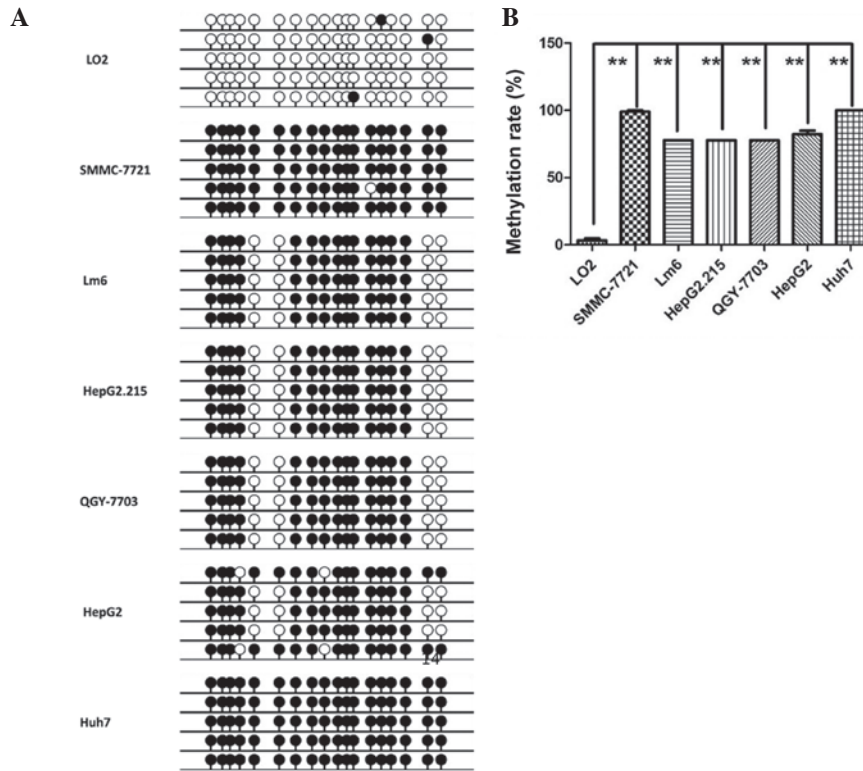 A
LO2
SMMC-7721
Lm6
HepG2.215
QGY-7703
HepG2
14
Huh7
B
Methylation rate (%)
150
100
50
0
** ** ** ** ** **
LO2
SMMC-7721
Lm6
HepG2.215
QGY-7703
HepG2
Huh7